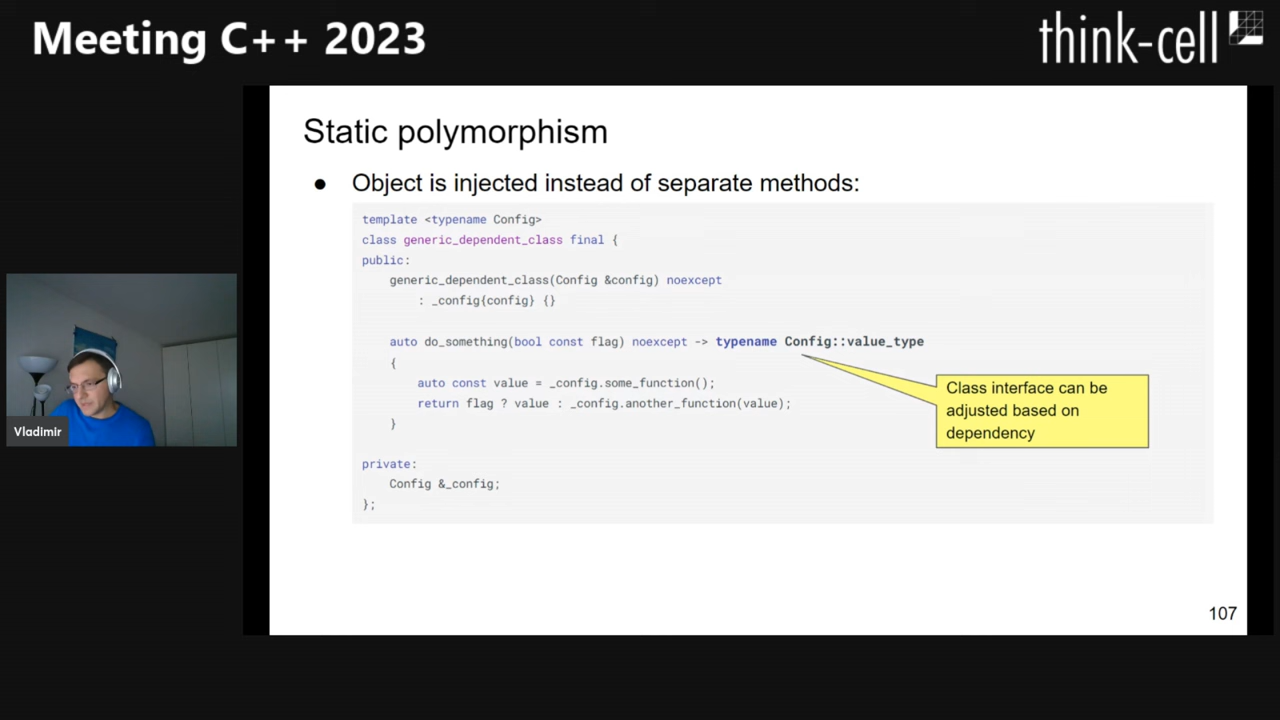 Meeting C++ 2023
think-cell
Static polymorphism
● Object is injected instead of separate methods:
template <typename Config>
class generic_dependent_class final {
public:
    generic_dependent_class(Config &config) noexcept
        : _config{config} {}
    auto do_something(bool const flag) noexcept -> typename Config::value_type
    {
        auto const value = _config.some_function();
        return flag ? value : _config.another_function(value);
    }
private:
    Config &_config;
};
Class interface can be
adjusted based on
dependency
Vladimir
107